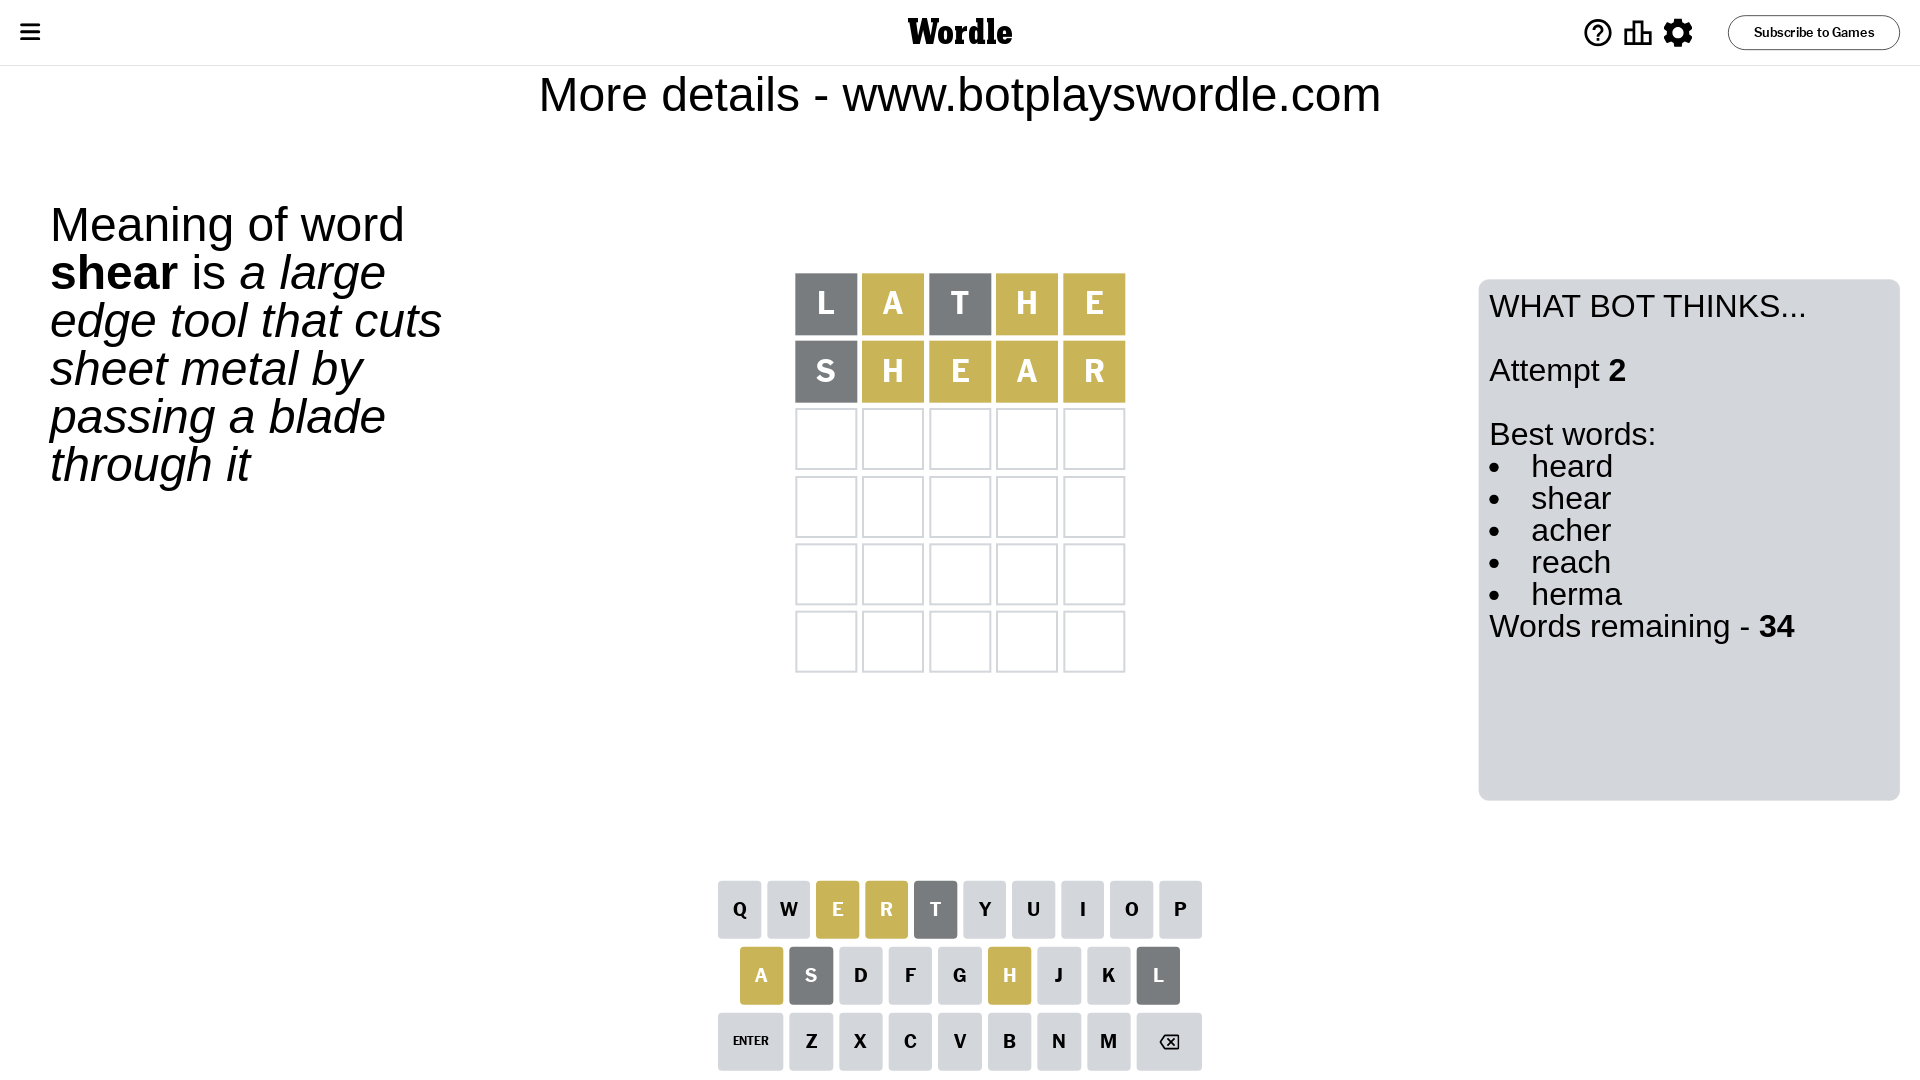 Wordle
Subscribe to Games
More details - www.botplayswordle.com
Meaning of word
shear is a large
edge tool that cuts
sheet metal by
passing a blade
through it
L A T H E
S H E A R
WHAT BOT THINKS...
Attempt 2
Best words:
• heard
• shear
• acher
• reach
• herma
Words remaining - 34
Q W E R T Y U I O P
A S D F G H J K L
ENTER Z X C V B N M